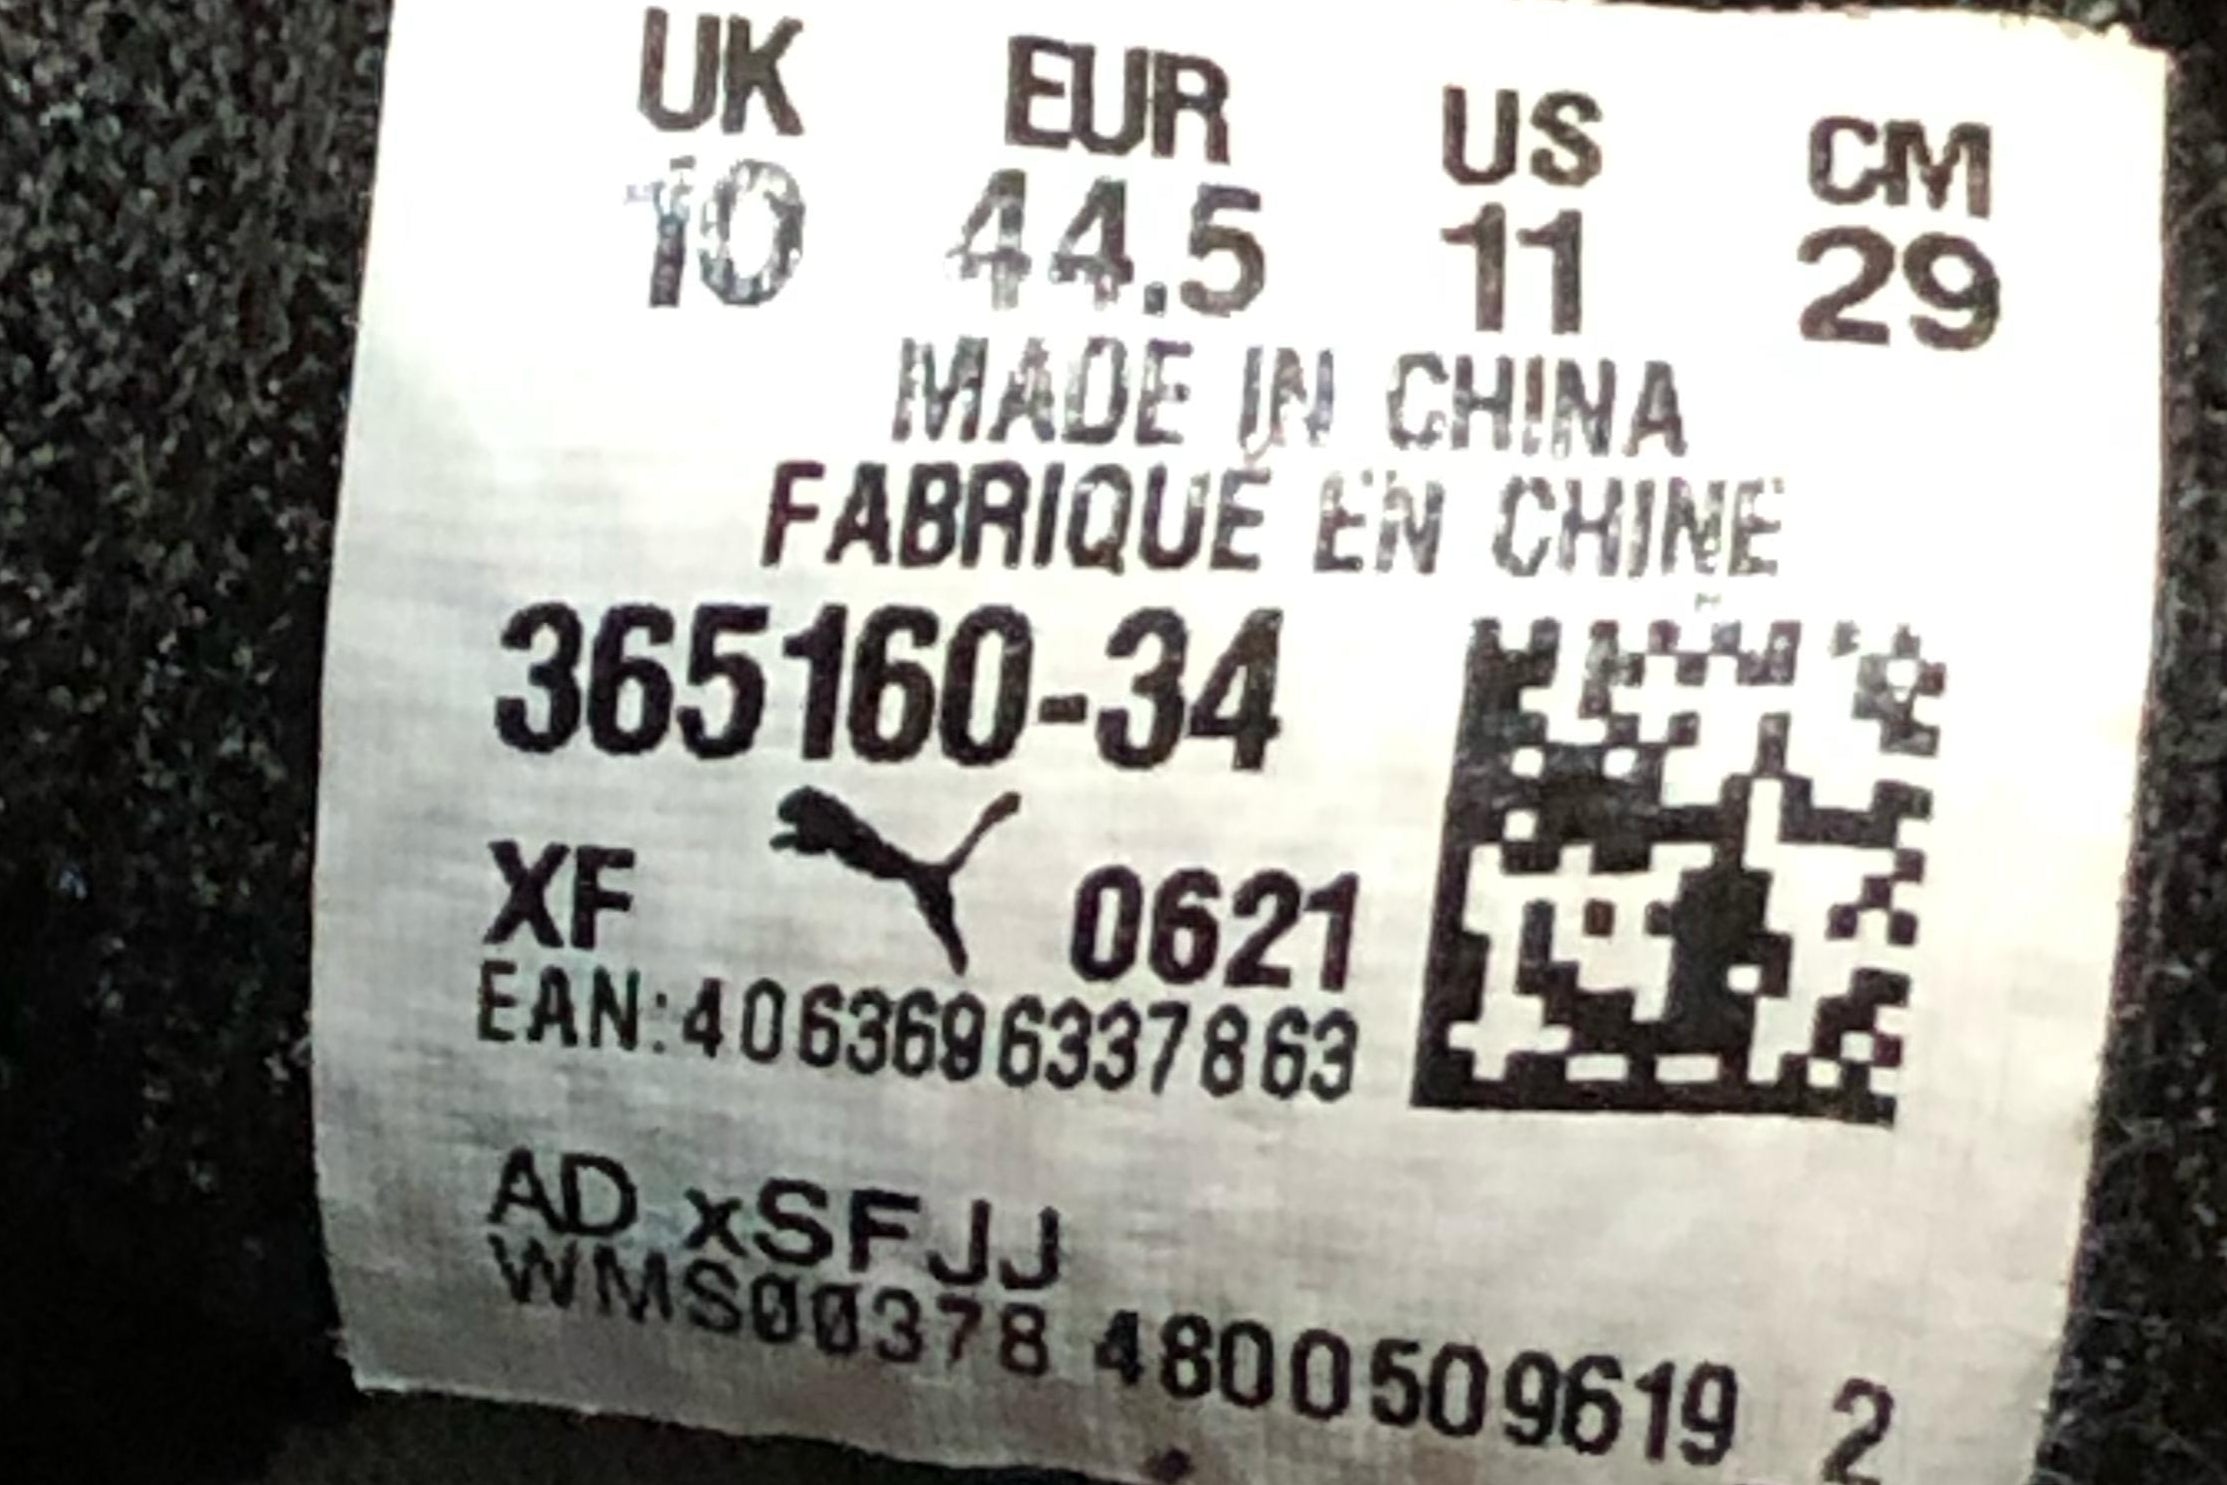 UK EUR US CM
10 44.5 11 29
MADE IN CHINA
FABRIQUE EN CHINE
365160-34
XF 0621
EAN:4063696337863
AD xSFJJ
WMS00378 4800509619 2